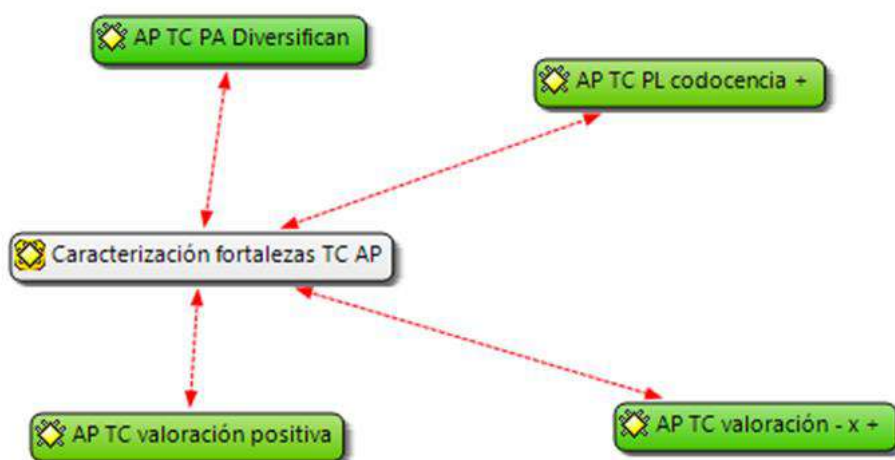 AP TC PA Diversifican
AP TC PL codocencia +
Caracterización fortalezas TC AP
AP TC valoración positiva
AP TC valoración - x +